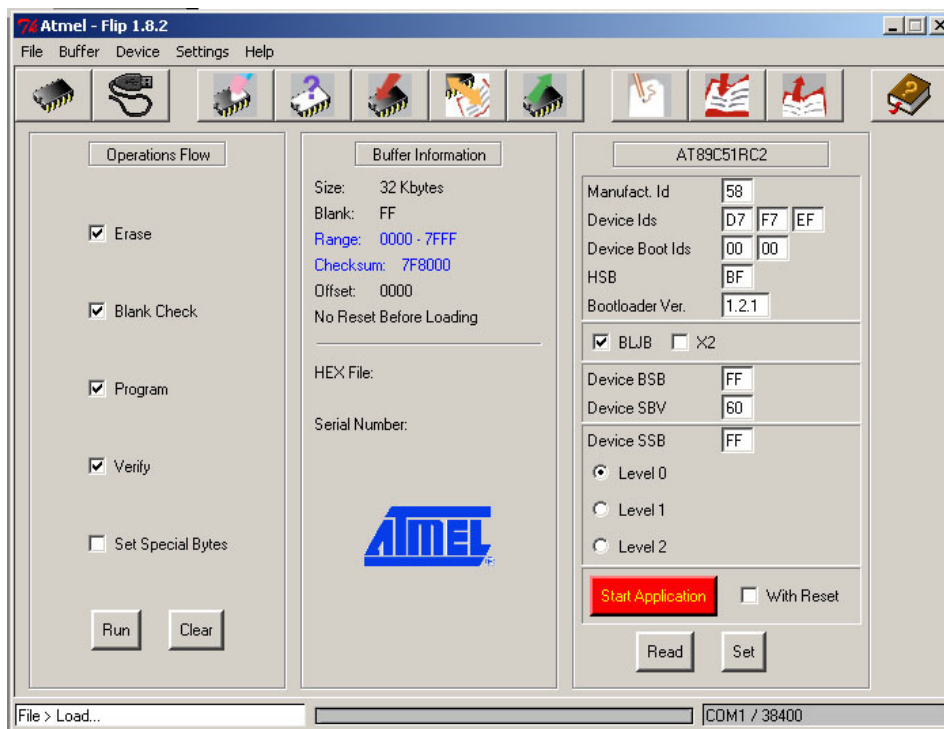 Atmel - Flip 1.8.2
File Buffer Device Settings Help
Operations Flow
Erase
Blank Check
Program
Verify
Set Special Bytes
Run Clear
Buffer Information
Size: 32 Kbytes
Blank: FF
Range: 0000 - 7FFF
Checksum: 7F8000
Offset: 0000
No Reset Before Loading
HEX File:
Serial Number:
ATMEL
AT89C51RC2
Manufact. Id 58
Device Ids D7 F7 EF
Device Boot Ids 00 00
HSB BF
Bootloader Ver. 1.2.1
BLJB X2
Device BSB FF
Device SBV 60
Device SSB FF
Level 0
Level 1
Level 2
Start Application With Reset
Read Set
File > Load...
COM1 / 38400